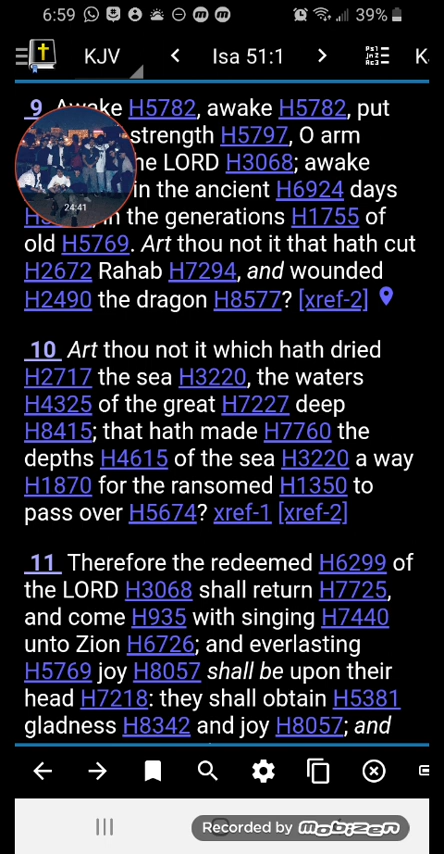 6:59 39%
KJV < Isa 51:1 > K
9 Awake H5782, awake H5782, put
strength H5797, O arm
he LORD H3068; awake
in the ancient H6924 days
in the generations H1755 of
24:41
old H5769. Art thou not it that hath cut
H2672 Rahab H7294, and wounded
H2490 the dragon H8577? [xref-2]
10 Art thou not it which hath dried
H2717 the sea H3220, the waters
H4325 of the great H7227 deep
H8415; that hath made H7760 the
depths H4615 of the sea H3220 a way
H1870 for the ransomed H1350 to
pass over H5674? xref-1 [xref-2]
11 Therefore the redeemed H6299 of
the LORD H3068 shall return H7725,
and come H935 with singing H7440
unto Zion H6726; and everlasting
H5769 joy H8057 shall be upon their
head H7218: they shall obtain H5381
gladness H8342 and joy H8057; and
Recorded by Mobizen